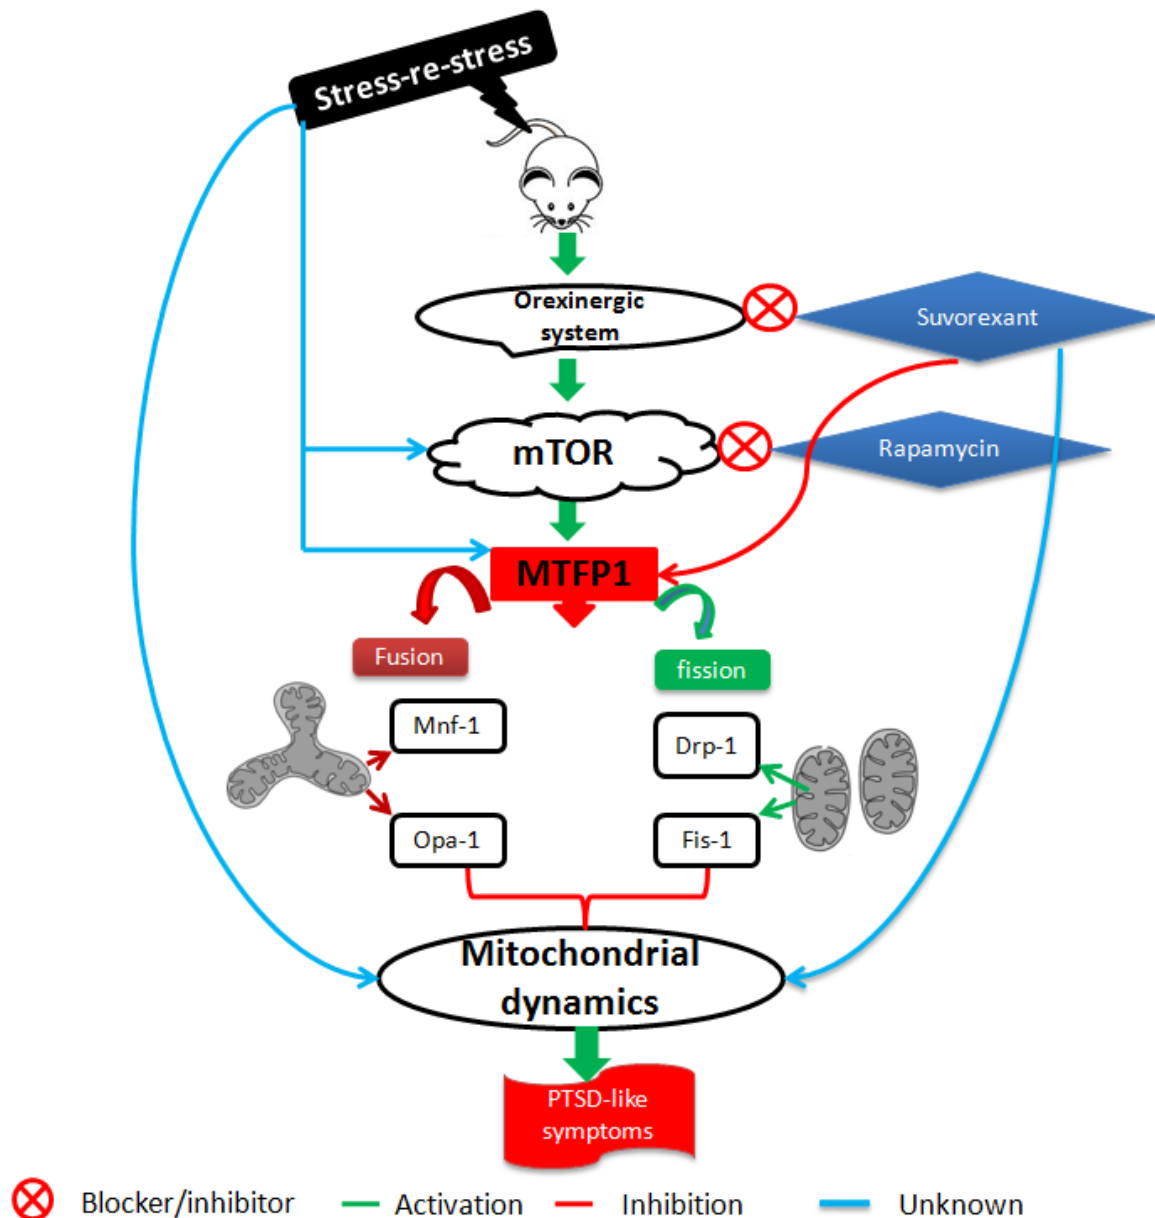 Stress-re-stress
Orexinergic
system
Suvorexant
mTOR
Rapamycin
MTFP1
Fusion
fission
Mnf-1
Drp-1
Opa-1
Fis-1
Mitochondrial
dynamics
PTSD-like
symptoms
Blocker/inhibitor
Activation
Inhibition
Unknown